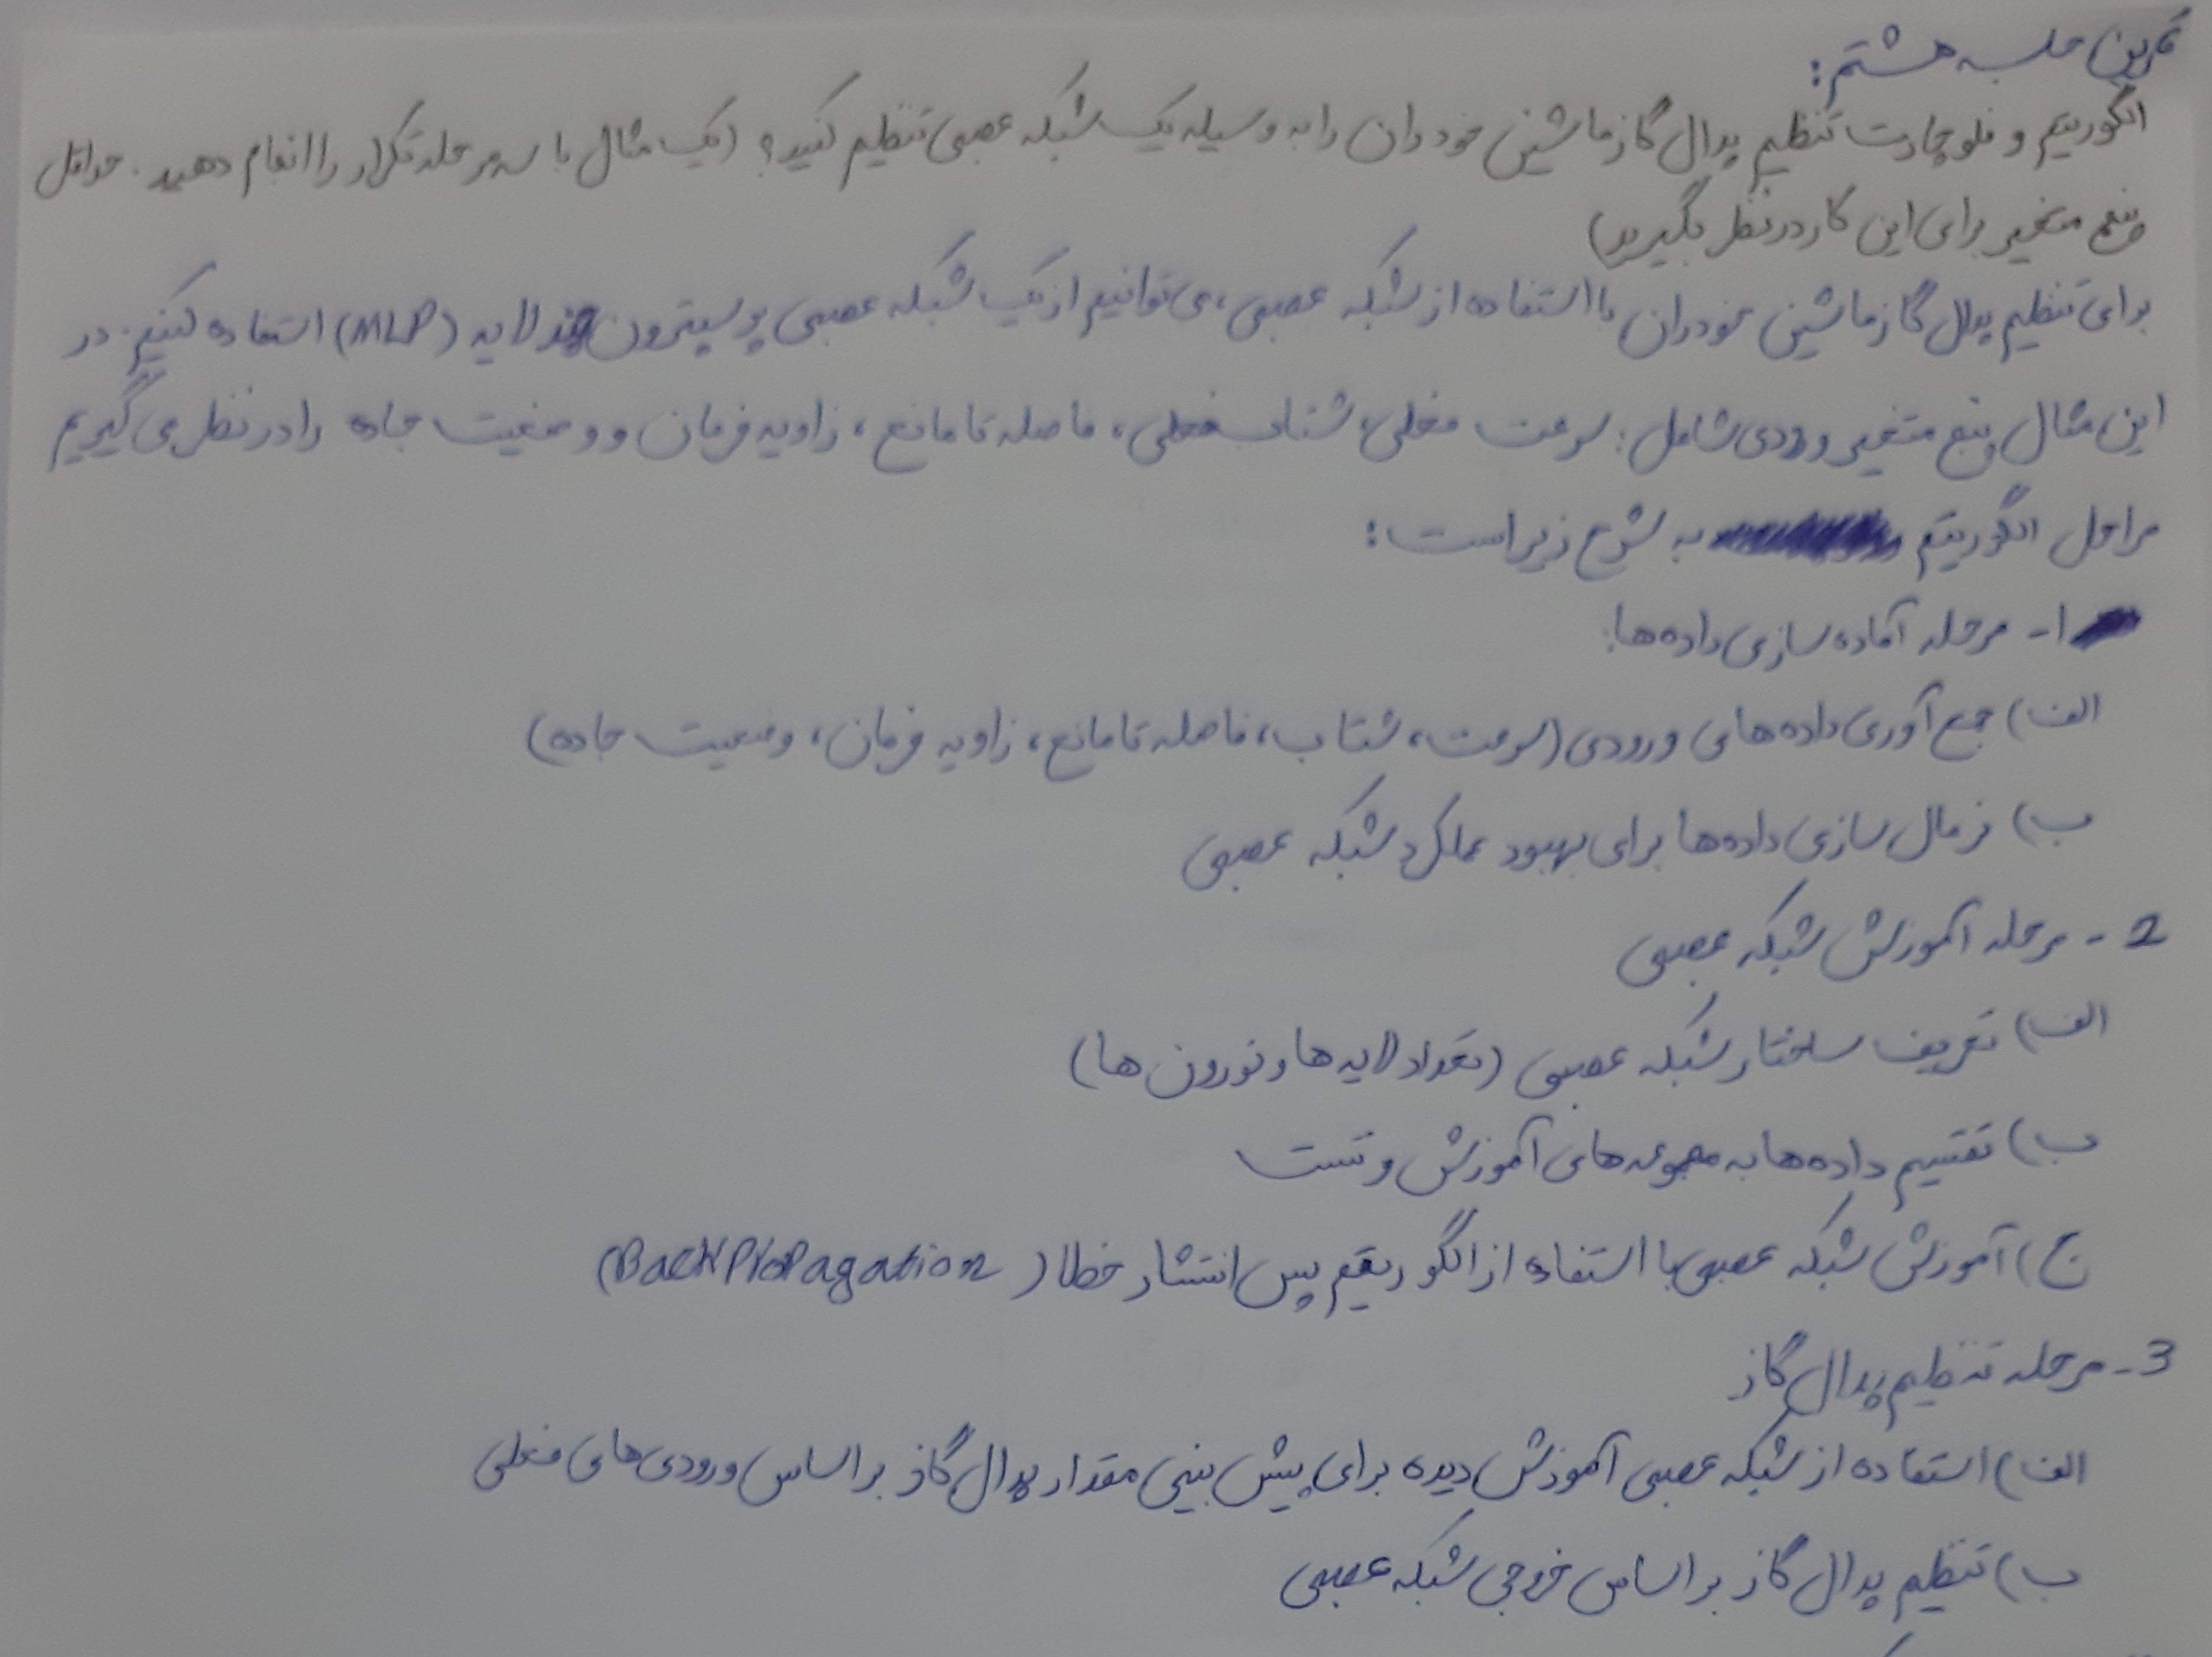 تمرین جلسه هشتم:
الگوریتم و فلوچارت تنظیم پدال گاز ماشین خودران را به وسیله یک شبکه عصبی تنظیم کنید؟ (یک مثال با سه مرحله تکرار را انجام دهید. حداقل
پنج متغیر برای این کار در نظر بگیرید)
برای تنظیم پدال گاز ماشین خودران با استفاده از شبکه عصبی، می توانیم از یک شبکه عصبی پرسپترون چند لایه (MLP) استفاده کنیم. در
این مثال پنج متغیر ورودی شامل: سرعت فعلی، شتاب فعلی، فاصله تا مانع، زاویه فرمان و وضعیت جاده را در نظر می گیریم
مراحل الگوریتم به شرح زیر است:
1- مرحله آماده سازی داده ها:
الف) جمع آوری داده های ورودی (سرعت، شتاب، فاصله تا مانع، زاویه فرمان، وضعیت جاده)
ب) نرمال سازی داده ها برای بهبود عملکرد شبکه عصبی
2- مرحله آموزش شبکه عصبی
الف) تعریف ساختار شبکه عصبی (تعداد لایه ها و نورون ها)
ب) تقسیم داده ها به مجموعه های آموزش و تست
ج) آموزش شبکه عصبی با استفاده از الگوریتم پس انتشار خطا (BackPropagation)
3- مرحله تنظیم پدال گاز
الف) استفاده از شبکه عصبی آموزش دیده برای پیش بینی مقدار پدال گاز بر اساس ورودی های فعلی
ب) تنظیم پدال گاز بر اساس خروجی شبکه عصبی